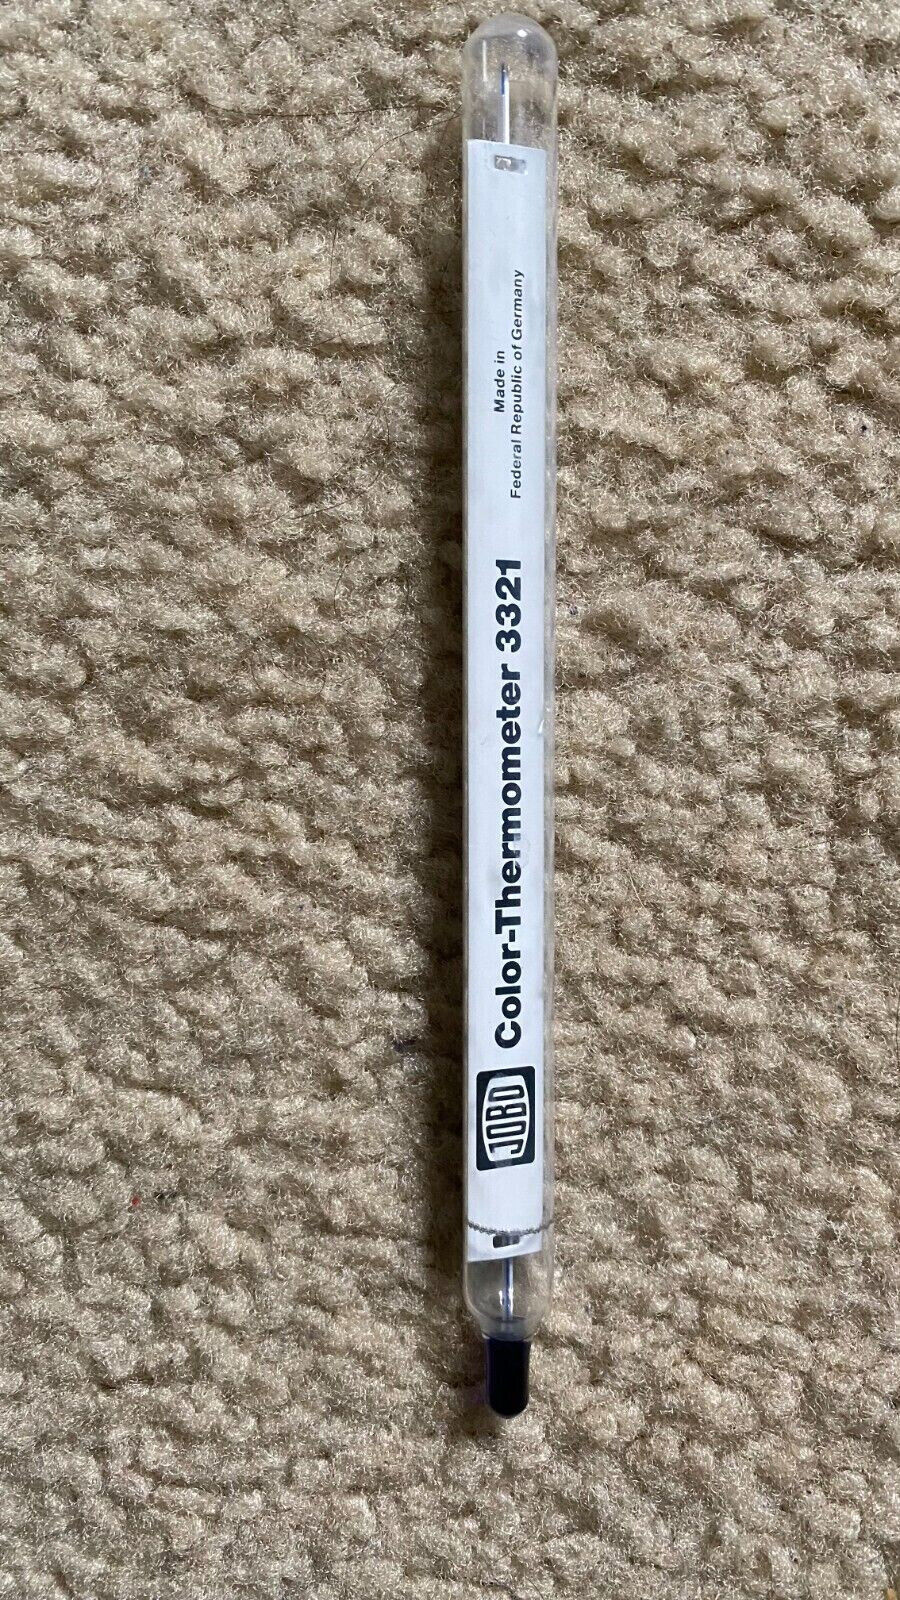 JOBO
Color-Thermometer 3321
Made in
Federal Republic of Germany